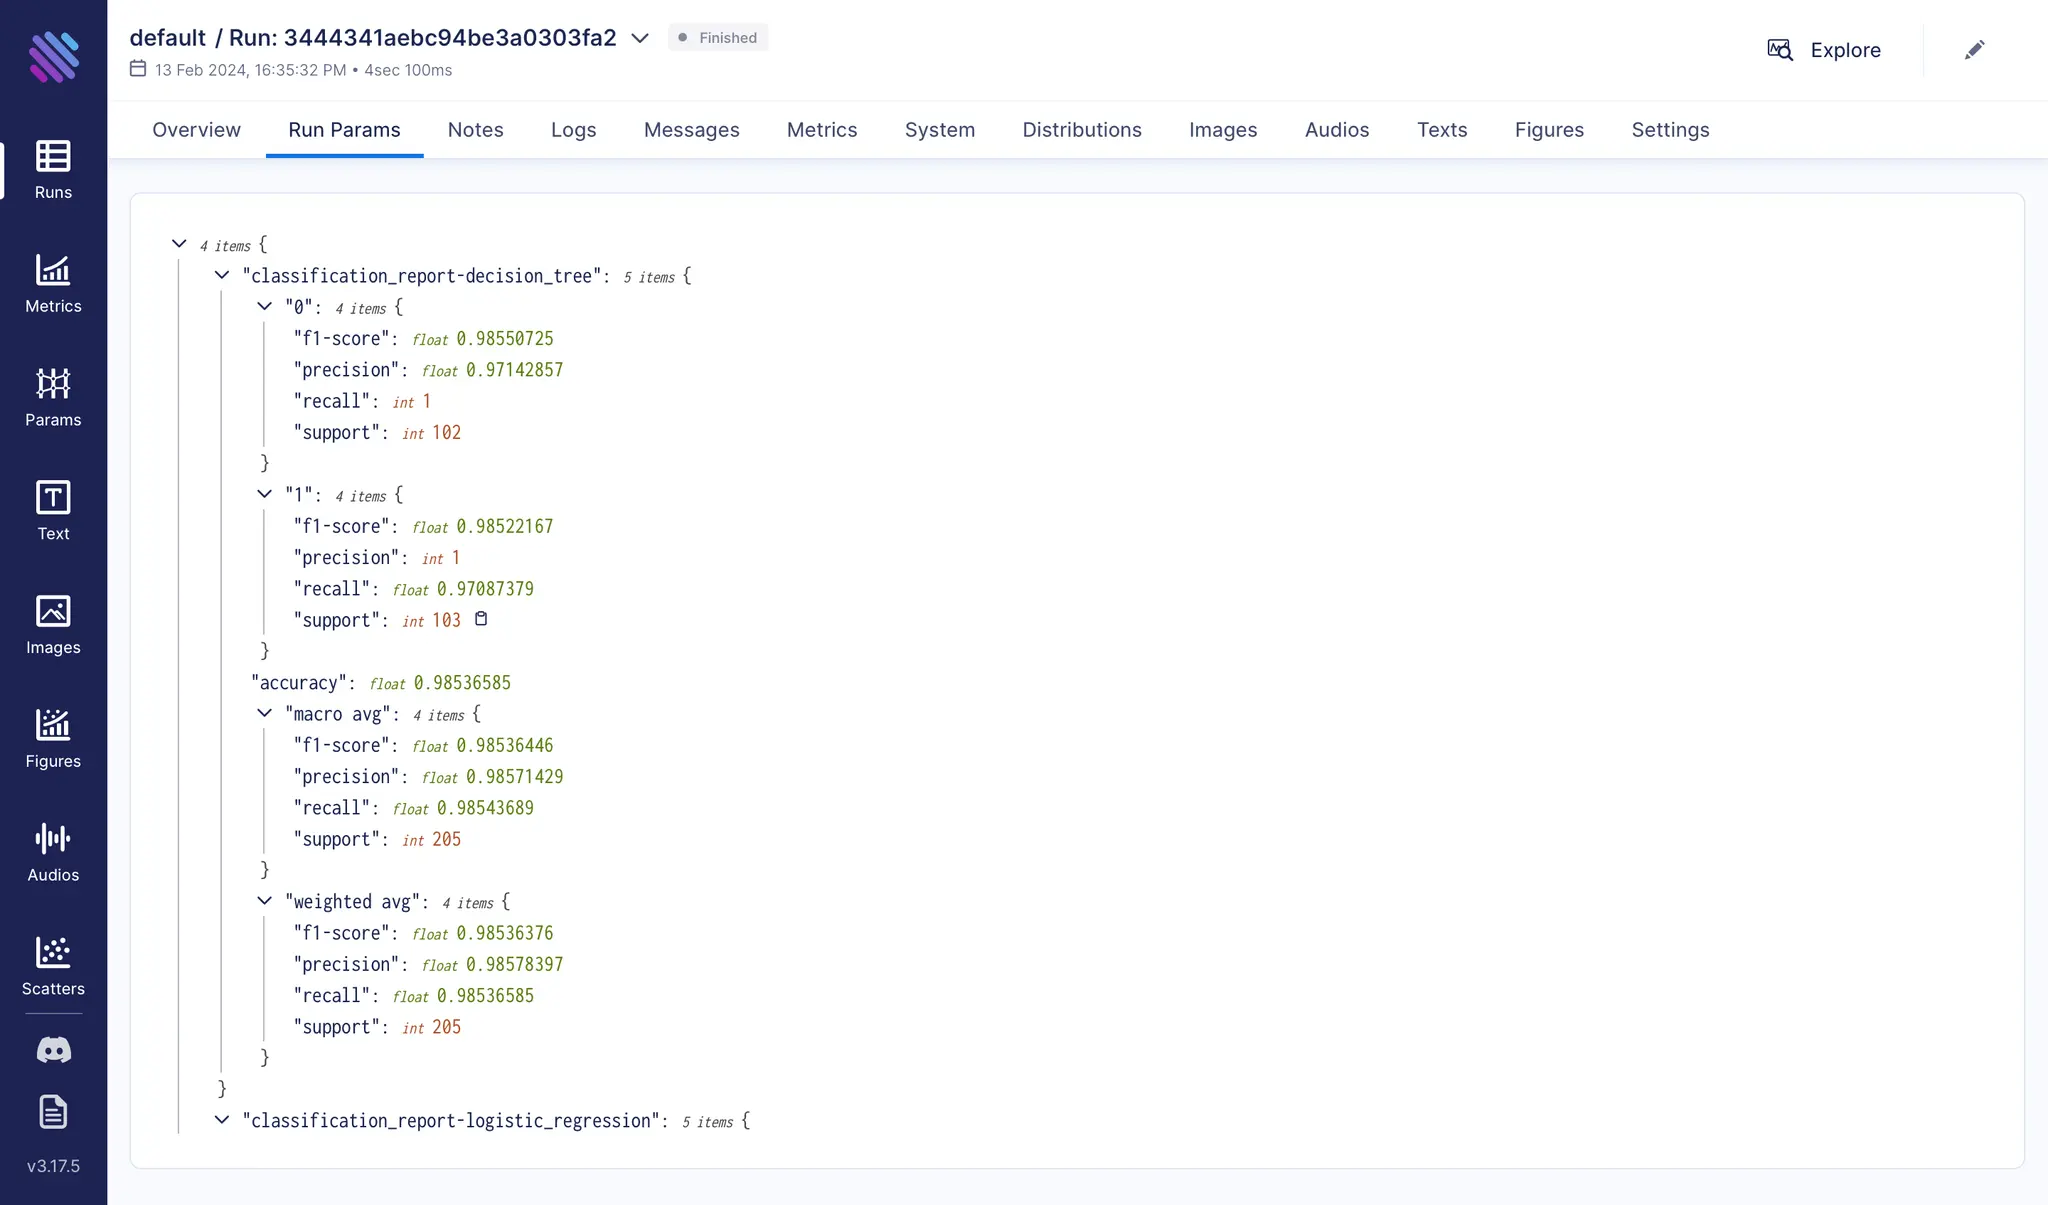 default / Run: 3444341aebc94be3a0303fa2
Finished
13 Feb 2024, 16:35:32 PM • 4sec 100ms
Explore
Overview
Run Params
Notes
Logs
Messages
Metrics
System
Distributions
Images
Audios
Texts
Figures
Settings
Runs
Metrics
Params
Text
Images
Figures
Audios
Scatters
v3.17.5
4 items {
"classification_report-decision_tree": 5 items {
"0": 4 items {
"f1-score": float 0.98550725
"precision": float 0.97142857
"recall": int 1
"support": int 102
}
"1": 4 items {
"f1-score": float 0.98522167
"precision": int 1
"recall": float 0.97087379
"support": int 103
}
"accuracy": float 0.98536585
"macro avg": 4 items {
"f1-score": float 0.98536446
"precision": float 0.98571429
"recall": float 0.98543689
"support": int 205
}
"weighted avg": 4 items {
"f1-score": float 0.98536376
"precision": float 0.98578397
"recall": float 0.98536585
"support": int 205
}
}
"classification_report-logistic_regression": 5 items {